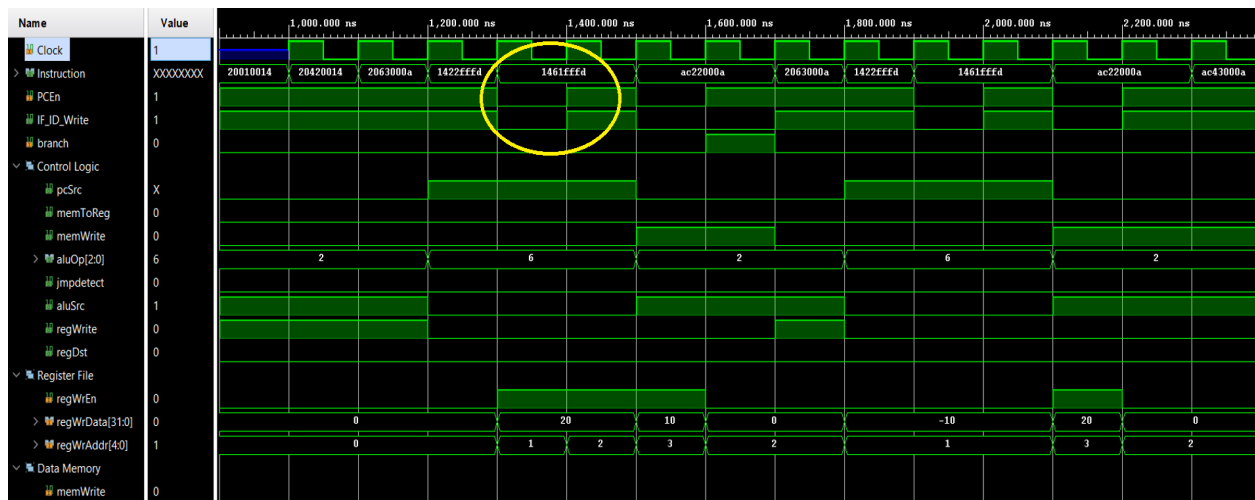 Name Value 1,000.000 ns 1,200.000 ns 1,400.000 ns 1,600.000 ns 1,800.000 ns 2,000.000 ns 2,200.000 ns
Clock 1
Instruction XXXXXXXX 20010014 20420014 2063000a 1422fffd 1461fffd ac22000a 2063000a 1422fffd 1461fffd ac22000a ac43000a
PCEn 1
IF_ID_Write 1
branch 0
Control Logic
pcSrc X
memToReg 0
memWrite 0
aluOp[2:0] 6 2 6 2 6 2
jmpdetect 0
aluSrc 1
regWrite 0
regDst 0
Register File
regWrEn 0
regWrData[31:0] 0 0 20 10 0 -10 20 0
regWrAddr[4:0] 1 0 1 2 3 2 1 3 2
Data Memory
memWrite 0